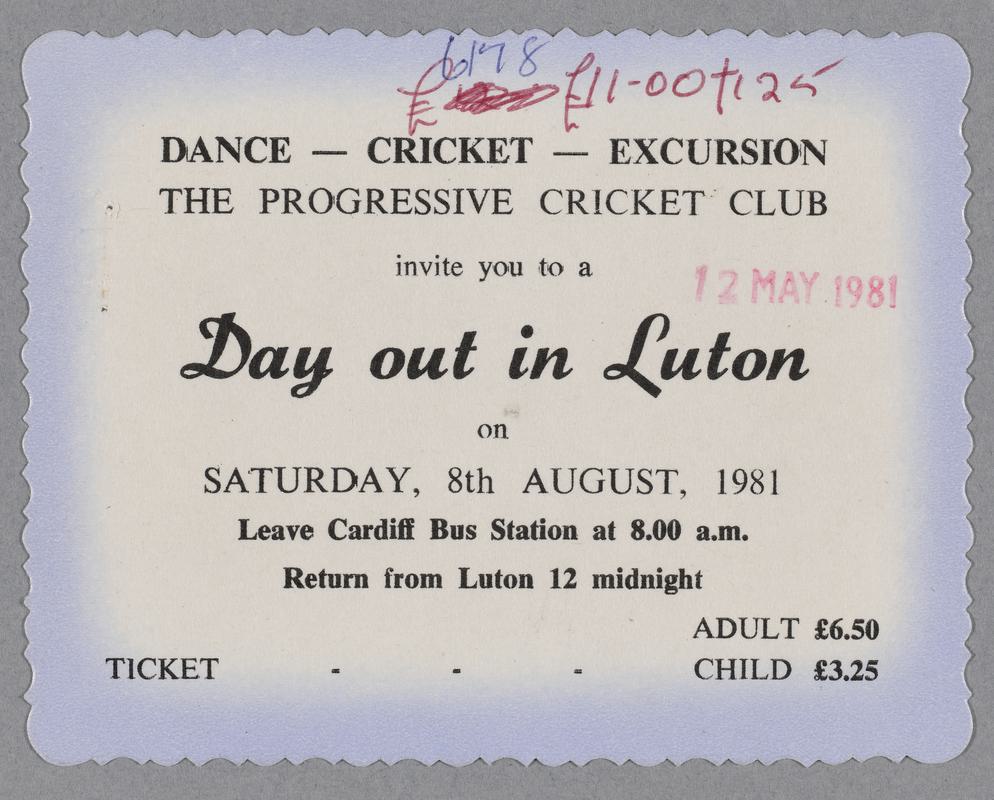 6178
£11-00+125
DANCE — CRICKET — EXCURSION
THE PROGRESSIVE CRICKET CLUB
invite you to a
12 MAY 1981
Day out in Luton
on
SATURDAY, 8th AUGUST, 1981
Leave Cardiff Bus Station at 8.00 a.m.
Return from Luton 12 midnight
ADULT £6.50
TICKET - - - CHILD £3.25